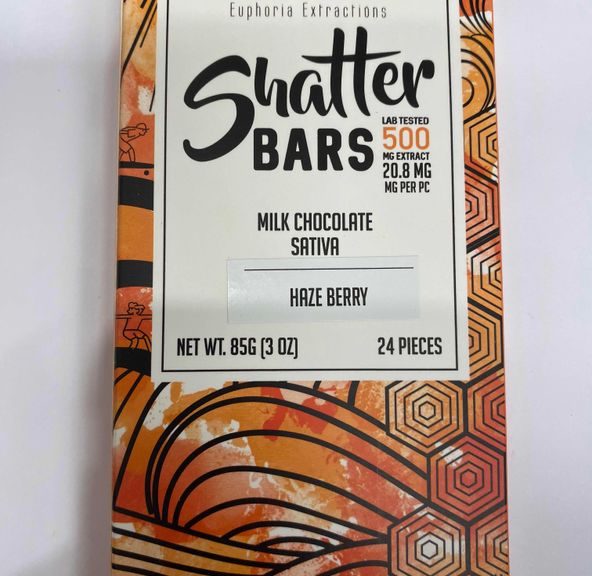 Euphoria Extractions
Shatter
BARS
LAB TESTED
500
MG EXTRACT
20.8 MG
MG PER PC
MILK CHOCOLATE
SATIVA
HAZE BERRY
NET WT. 85G (3 OZ)
24 PIECES